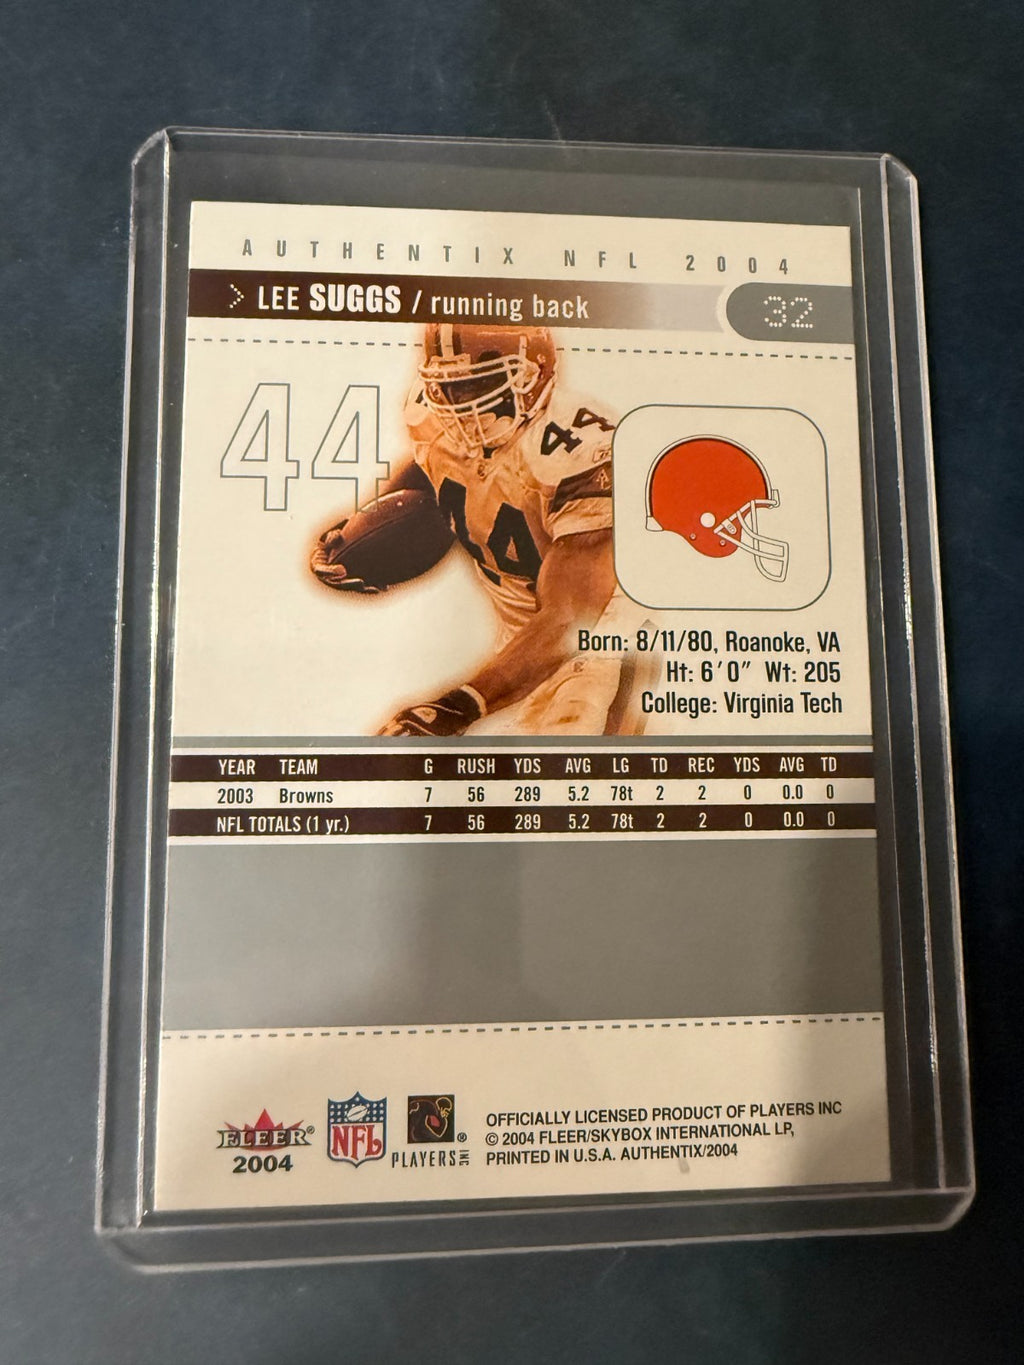 AUTHENTIX NFL 2004
LEE SUGGS / running back 32
44
44
44
Born: 8/11/80, Roanoke, VA
Ht: 6'0" Wt: 205
College: Virginia Tech
YEAR TEAM G RUSH YDS AVG LG TD REC YDS AVG TD
2003 Browns 7 56 289 5.2 78t 2 2 0 0.0 0
NFL TOTALS (1 yr.) 7 56 289 5.2 78t 2 2 0 0.0 0
FLEER®
2004
NFL
PLAYERS INC ®
OFFICIALLY LICENSED PRODUCT OF PLAYERS INC
© 2004 FLEER/SKYBOX INTERNATIONAL LP,
PRINTED IN U.S.A. AUTHENTIX/2004